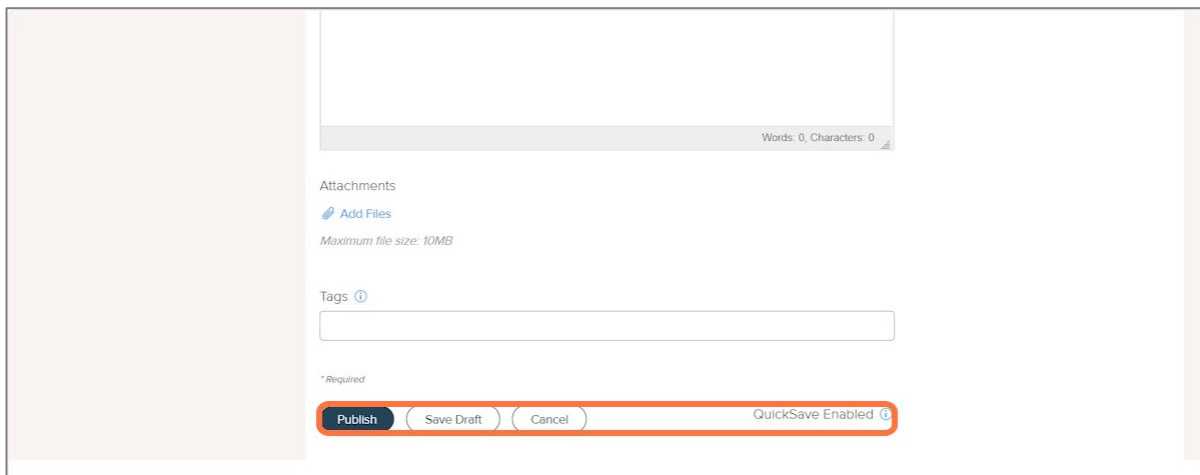 Words: 0, Characters: 0
Attachments
Add Files
Maximum file size: 10MB
Tags
* Required
Publish Save Draft Cancel QuickSave Enabled